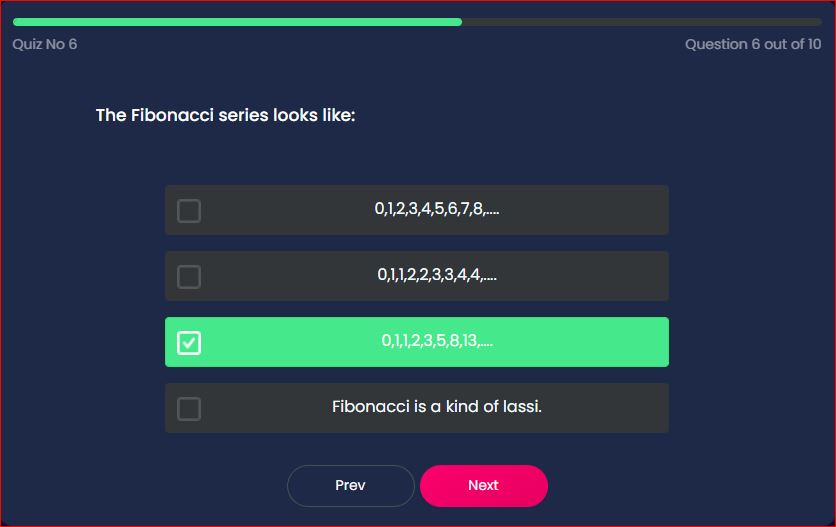 Quiz No 6
Question 6 out of 10
The Fibonacci series looks like:
0,1,2,3,4,5,6,7,8,....
0,1,1,2,2,3,3,4,4,....
0,1,1,2,3,5,8,13,....
Fibonacci is a kind of lassi.
Prev
Next